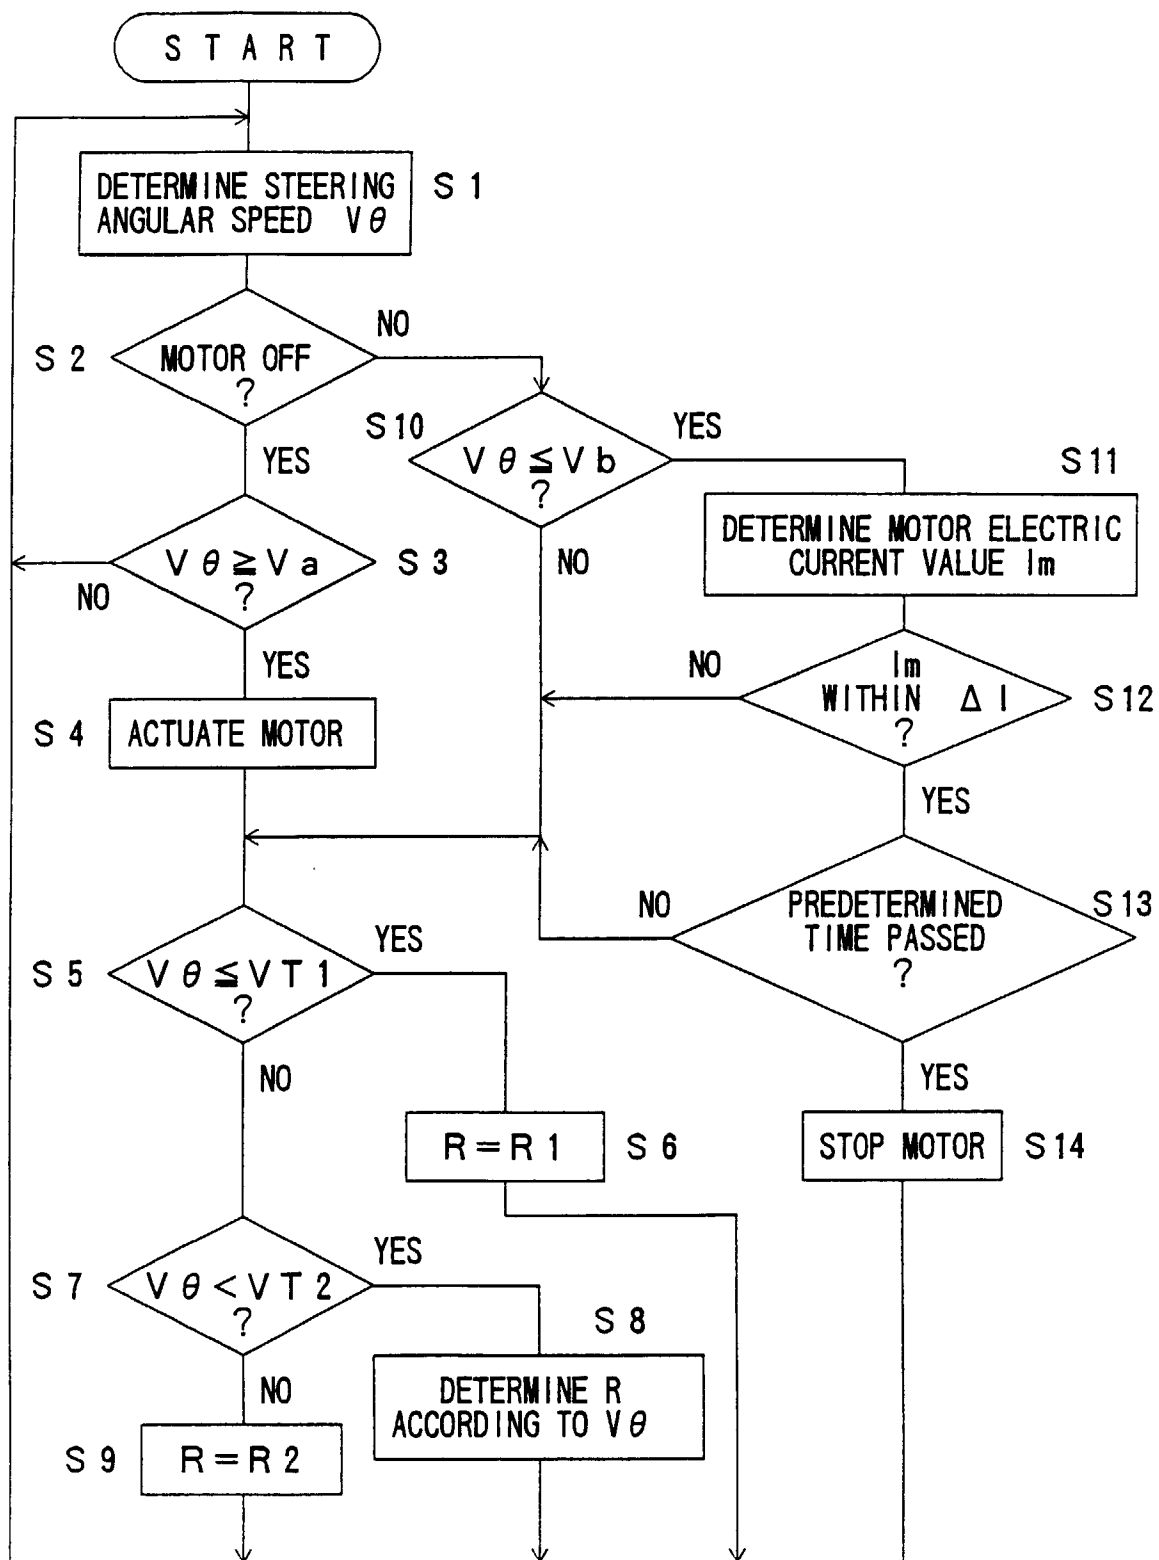 START
DETERMINE STEERING
ANGULAR SPEED Vθ
S1
S2
MOTOR OFF
?
NO
YES
S10
Vθ≦Vb
?
YES
NO
S11
DETERMINE MOTOR ELECTRIC
CURRENT VALUE Im
Vθ≧Va
?
S3
NO
YES
Im
WITHIN ΔI
?
S12
NO
YES
S4
ACTUATE MOTOR
PREDETERMINED
TIME PASSED
?
S13
NO
YES
S5
Vθ≦VT1
?
YES
NO
R=R1
S6
STOP MOTOR
S14
S7
Vθ<VT2
?
YES
NO
S8
DETERMINE R
ACCORDING TO Vθ
S9
R=R2